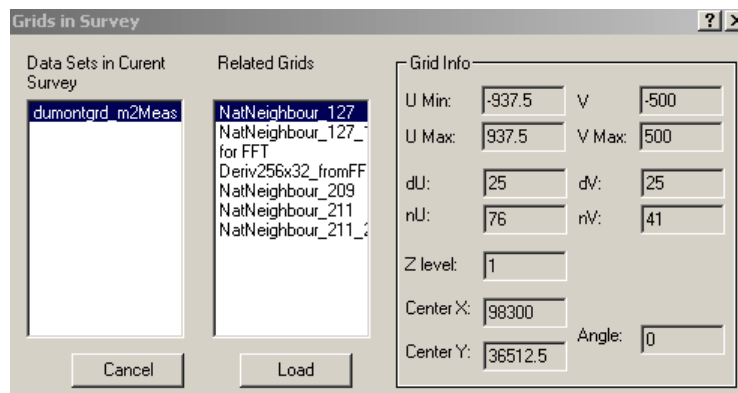 Grids in Survey
Data Sets in Curent
Survey
dumontgrd_m2Meas
Related Grids
NatNeighbour_127
NatNeighbour_127_
for FFT
Deriv256x32_fromFF
NatNeighbour_209
NatNeighbour_211
NatNeighbour_211_2
Cancel
Load
Grid Info
U Min: -937.5 V -500
U Max: 937.5 V Max: 500
dU: 25 dV: 25
nU: 76 nV: 41
Z level: 1
Center X: 98300
Center Y: 36512.5 Angle: 0